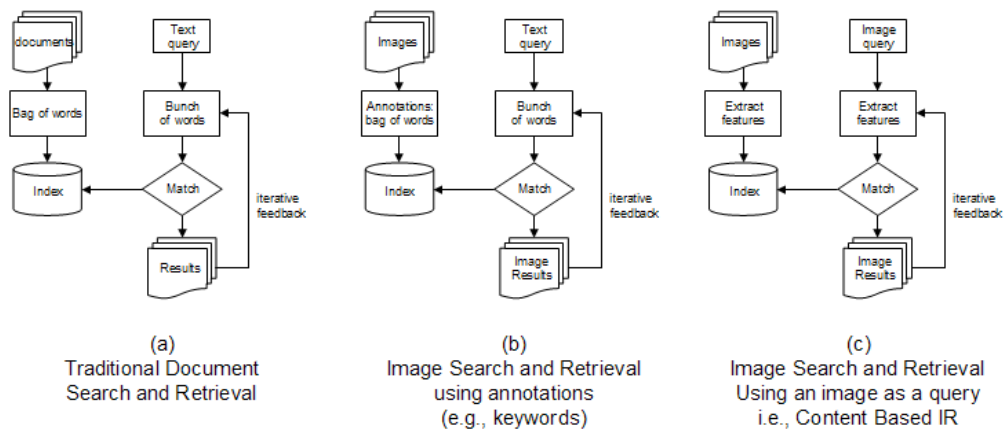 documents
Text
query
Bag of words
Bunch
of words
Index
Match
iterative
feedback
Results
(a)
Traditional Document
Search and Retrieval
Images
Text
query
Annotations:
bag of words
Bunch
of words
Index
Match
iterative
feedback
Image
Results
(b)
Image Search and Retrieval
using annotations
(e.g., keywords)
Images
Image
query
Extract
features
Extract
features
Index
Match
iterative
feedback
Image
Results
(c)
Image Search and Retrieval
Using an image as a query
i.e., Content Based IR